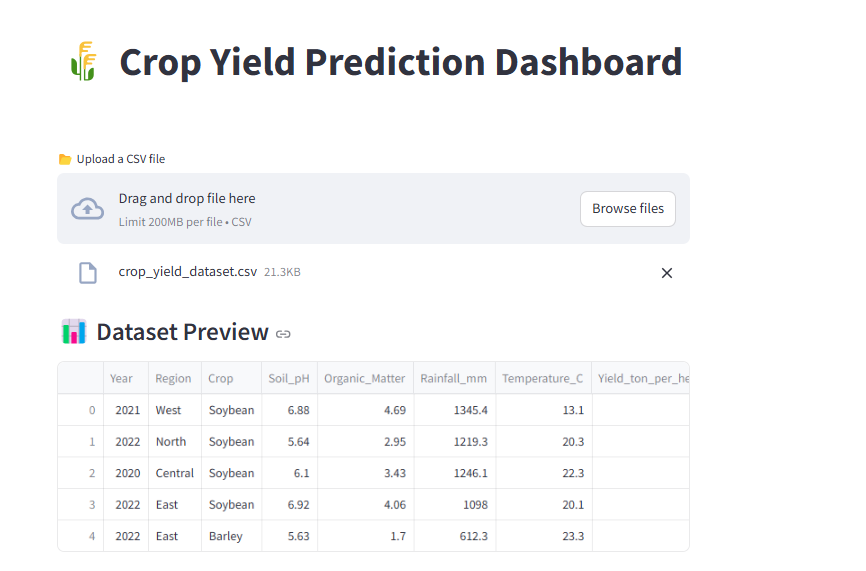 Crop Yield Prediction Dashboard
Upload a CSV file
Drag and drop file here
Limit 200MB per file • CSV
Browse files
crop_yield_dataset.csv 21.3KB
Dataset Preview
Year Region Crop Soil_pH Organic_Matter Rainfall_mm Temperature_C Yield_ton_per_he
0 2021 West Soybean 6.88 4.69 1345.4 13.1
1 2022 North Soybean 5.64 2.95 1219.3 20.3
2 2020 Central Soybean 6.1 3.43 1246.1 22.3
3 2022 East Soybean 6.92 4.06 1098 20.1
4 2022 East Barley 5.63 1.7 612.3 23.3